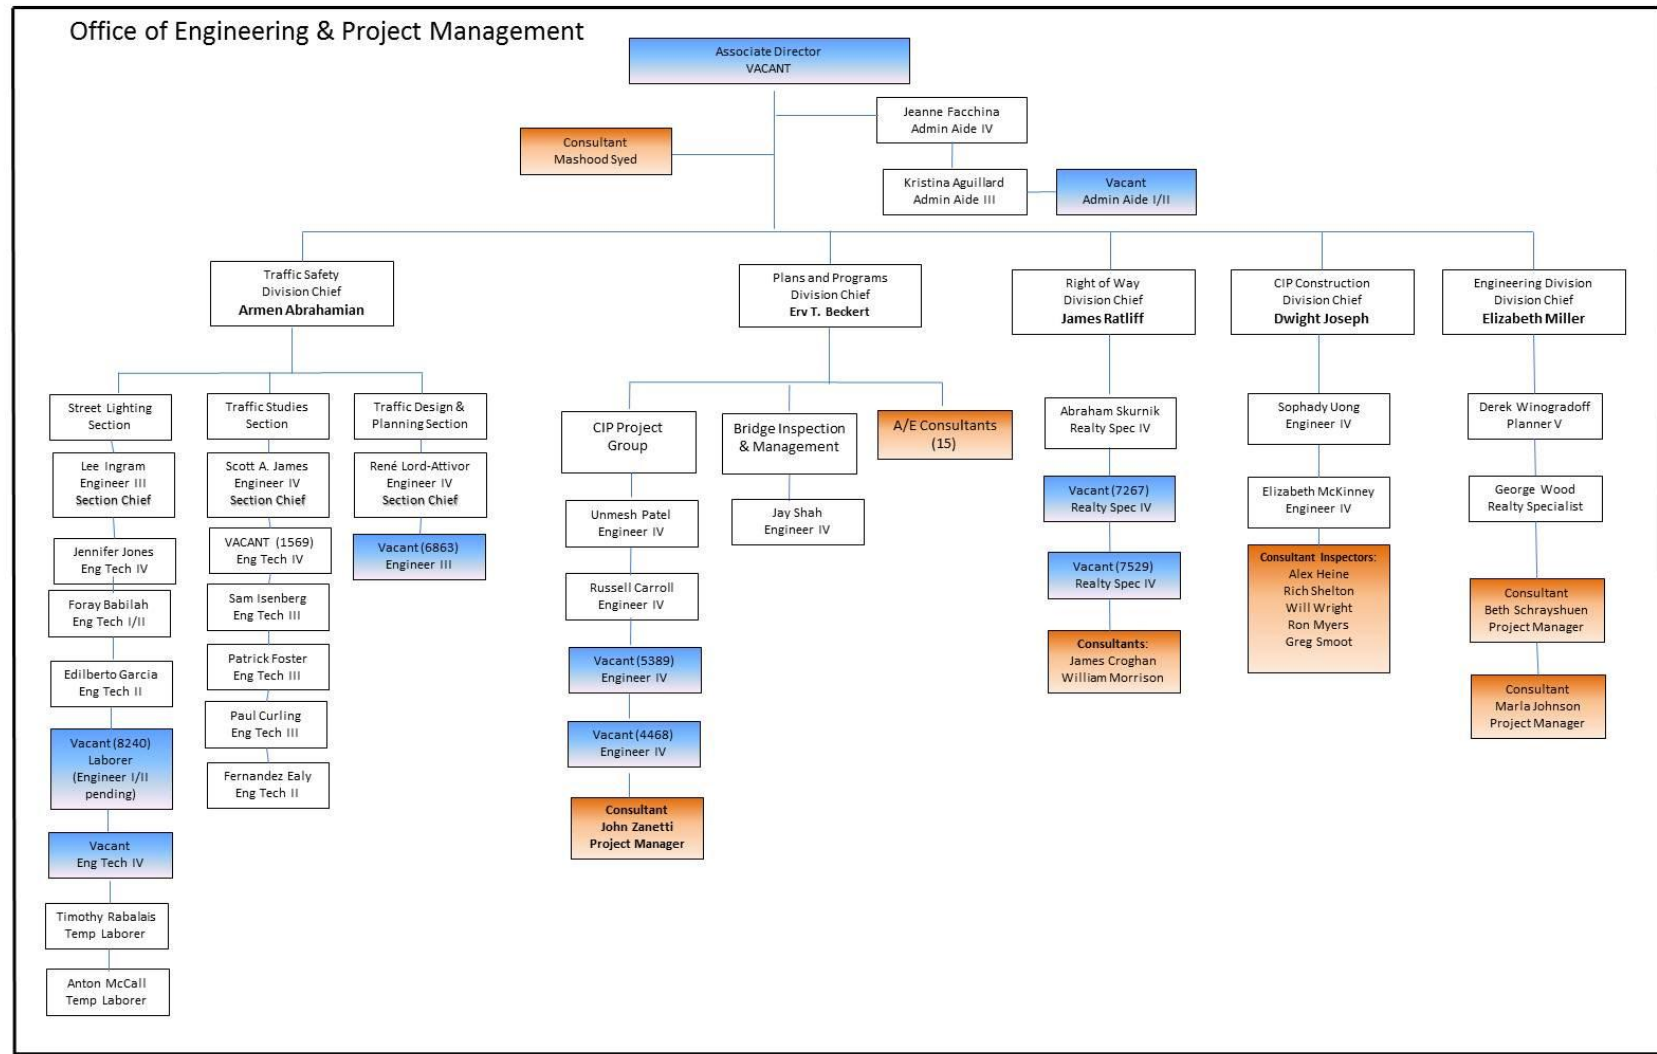 Office of Engineering & Project Management
Associate Director
VACANT
Jeanne Facchina
Admin Aide IV
Consultant
Mashood Syed
Kristina Aguillard
Admin Aide III
Vacant
Admin Aide I/II
Traffic Safety
Division Chief
Armen Abrahamian
Plans and Programs
Division Chief
Erv T. Beckert
Right of Way
Division Chief
James Ratliff
CIP Construction
Division Chief
Dwight Joseph
Engineering Division
Division Chief
Elizabeth Miller
Street Lighting
Section
Lee Ingram
Engineer III
Section Chief
Jennifer Jones
Eng Tech IV
Foray Babilah
Eng Tech I/II
Edilberto Garcia
Eng Tech II
Vacant (8240)
Laborer
(Engineer I/II
pending)
Vacant
Eng Tech IV
Timothy Rabalais
Temp Laborer
Anton McCall
Temp Laborer
Traffic Studies
Section
Scott A. James
Engineer IV
Section Chief
VACANT (1569)
Eng Tech IV
Sam Isenberg
Eng Tech III
Patrick Foster
Eng Tech III
Paul Curling
Eng Tech III
Fernandez Ealy
Eng Tech II
Traffic Design &
Planning Section
René Lord-Attivor
Engineer IV
Section Chief
Vacant (6863)
Engineer III
CIP Project
Group
Unmesh Patel
Engineer IV
Russell Carroll
Engineer IV
Vacant (5389)
Engineer IV
Vacant (4468)
Engineer IV
Consultant
John Zanetti
Project Manager
Bridge Inspection
& Management
Jay Shah
Engineer IV
A/E Consultants
(15)
Abraham Skurnik
Realty Spec IV
Vacant (7267)
Realty Spec IV
Vacant (7529)
Realty Spec IV
Consultants:
James Croghan
William Morrison
Sophady Uong
Engineer IV
Elizabeth McKinney
Engineer IV
Consultant Inspectors:
Alex Heine
Rich Shelton
Will Wright
Ron Myers
Greg Smoot
Derek Winogradoff
Planner V
George Wood
Realty Specialist
Consultant
Beth Schrayshuen
Project Manager
Consultant
Marla Johnson
Project Manager